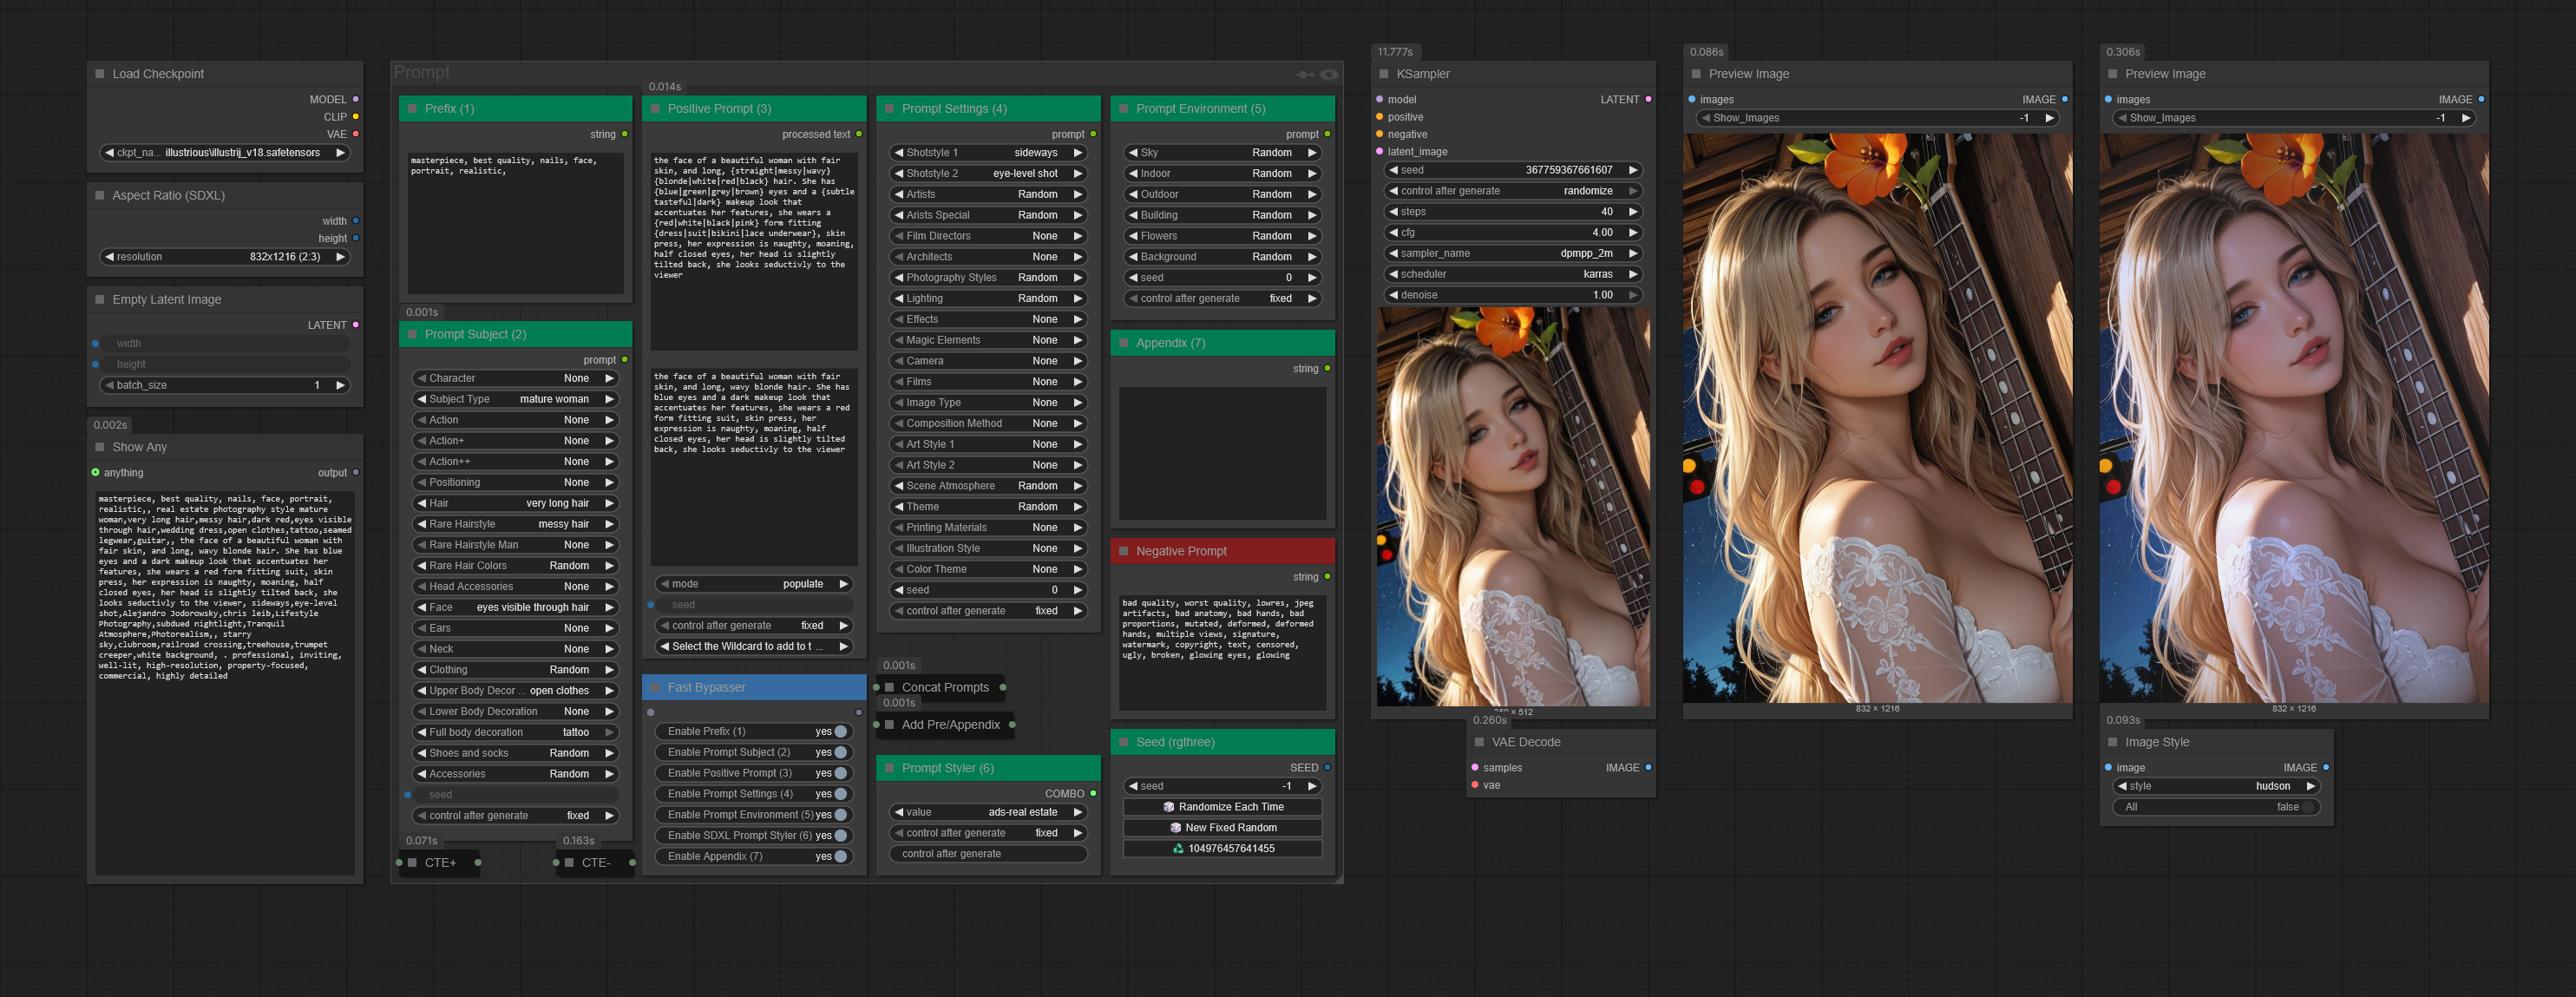 Load Checkpoint
MODEL
CLIP
VAE
ckpt_na... illustrious\illustrij_v18.safetensors
Aspect Ratio (SDXL)
width
height
resolution 832x1216 (2:3)
Empty Latent Image
LATENT
width
height
batch_size 1
0.002s
Show Any
anything output
masterpiece, best quality, nails, face, portrait,
realistic,, real estate photography style mature
woman,very long hair,messy hair,dark red,eyes visible
through hair,wedding dress,open clothes,tattoo,seamed
legwear,guitar,, the face of a beautiful woman with
fair skin, and long, wavy blonde hair. She has blue
eyes and a dark makeup look that accentuates her
features, she wears a red form fitting suit, skin
press, her expression is naughty, moaning, half
closed eyes, her head is slightly tilted back, she
looks seductivly to the viewer, sideways,eye-level
shot,Alejandro Jodorowsky,chris leib,Lifestyle
Photography,subdued nightlight,Tranquil
Atmosphere,Photorealism,, starry
sky,clubroom,railroad crossing,treehouse,trumpet
creeper,white background, . professional, inviting,
well-lit, high-resolution, property-focused,
commercial, highly detailed
Prompt
Prefix (1)
string
masterpiece, best quality, nails, face,
portrait, realistic,
0.001s
Prompt Subject (2)
prompt
Character None
Subject Type mature woman
Action None
Action+ None
Action++ None
Positioning None
Hair very long hair
Rare Hairstyle messy hair
Rare Hairstyle Man None
Rare Hair Colors Random
Head Accessories None
Face eyes visible through hair
Ears None
Neck None
Clothing Random
Upper Body Decor ... open clothes
Lower Body Decoration None
Full body decoration tattoo
Shoes and socks Random
Accessories Random
seed
control after generate fixed
0.071s
CTE+
0.163s
CTE-
0.014s
Positive Prompt (3)
processed text
the face of a beautiful woman with fair
skin, and long, {straight|messy|wavy}
{blonde|white|red|black} hair. She has
{blue|green|grey|brown} eyes and a {subtle
tasteful|dark} makeup look that
accentuates her features, she wears a
{red|white|black|pink} form fitting
{dress|suit|bikini|lace underwear}, skin
press, her expression is naughty, moaning,
half closed eyes, her head is slightly
tilted back, she looks seductivly to the
viewer
the face of a beautiful woman with fair
skin, and long, wavy blonde hair. She has
blue eyes and a dark makeup look that
accentuates her features, she wears a red
form fitting suit, skin press, her
expression is naughty, moaning, half
closed eyes, her head is slightly tilted
back, she looks seductivly to the viewer
mode populate
seed
control after generate fixed
Select the Wildcard to add to t ...
Fast Bypasser
Enable Prefix (1) yes
Enable Prompt Subject (2) yes
Enable Positive Prompt (3) yes
Enable Prompt Settings (4) yes
Enable Prompt Environment (5) yes
Enable SDXL Prompt Styler (6) yes
Enable Appendix (7) yes
Prompt Settings (4)
prompt
Shotstyle 1 sideways
Shotstyle 2 eye-level shot
Artists Random
Arists Special Random
Film Directors None
Architects None
Photography Styles Random
Lighting Random
Effects None
Magic Elements None
Camera None
Films None
Image Type None
Composition Method None
Art Style 1 None
Art Style 2 None
Scene Atmosphere Random
Theme Random
Printing Materials None
Illustration Style None
Color Theme None
seed 0
control after generate fixed
0.001s
Concat Prompts
0.001s
Add Pre/Appendix
Prompt Styler (6)
COMBO
value ads-real estate
control after generate fixed
control after generate
Prompt Environment (5)
prompt
Sky Random
Indoor Random
Outdoor Random
Building Random
Flowers Random
Background Random
seed 0
control after generate fixed
Appendix (7)
string
Negative Prompt
string
bad quality, worst quality, lowres, jpeg
artifacts, bad anatomy, bad hands, bad
proportions, mutated, deformed, deformed
hands, multiple views, signature,
watermark, copyright, text, censored,
ugly, broken, glowing eyes, glowing
Seed (rgthree)
SEED
seed -1
Randomize Each Time
New Fixed Random
104976457641455
11.777s
KSampler
model LATENT
positive
negative
latent_image
seed 367759367661607
control after generate randomize
steps 40
cfg 4.00
sampler_name dpmpp_2m
scheduler karras
denoise 1.00
0.260s
VAE Decode
samples IMAGE
vae
0.086s
Preview Image
images IMAGE
Show_Images -1
832 × 1216
0.306s
Preview Image
images IMAGE
Show_Images -1
832 × 1216
0.093s
Image Style
image IMAGE
style hudson
All false